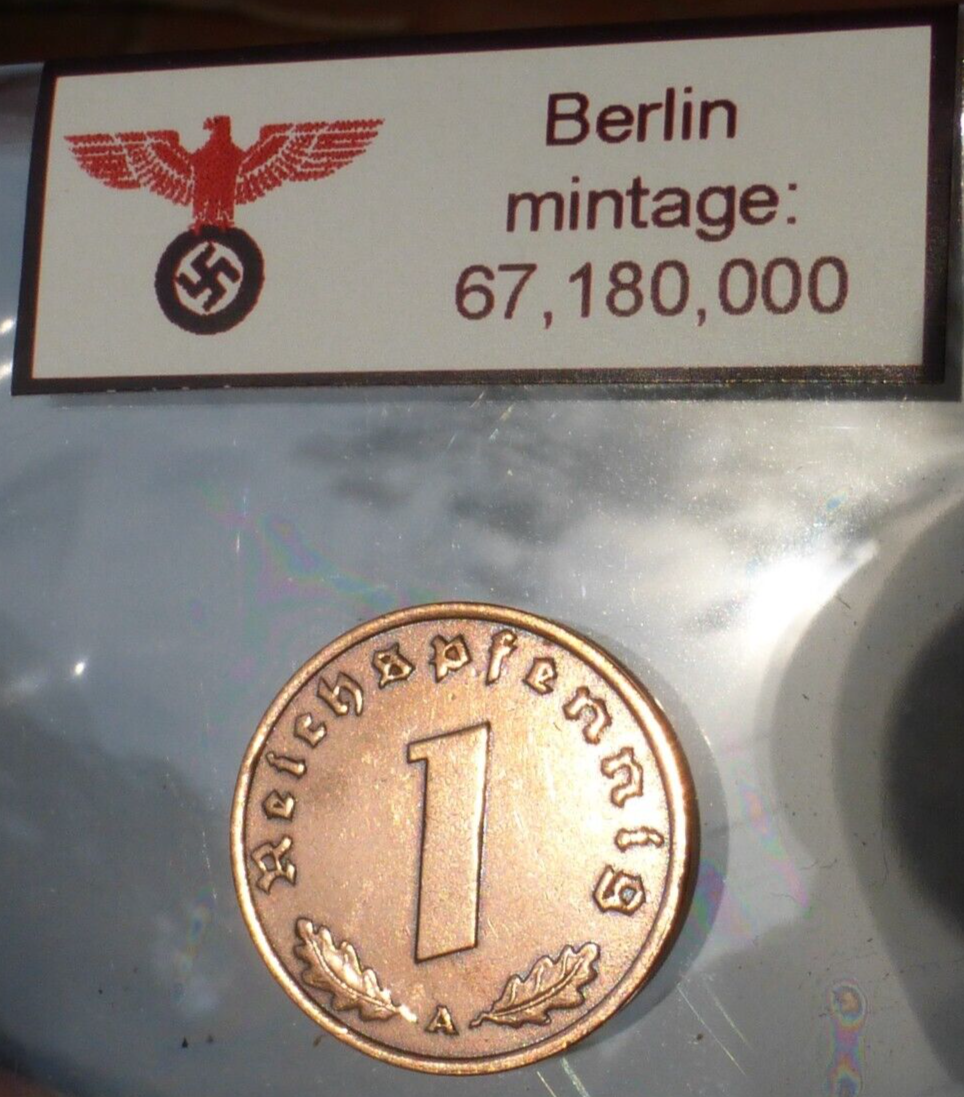 Berlin
mintage:
67,180,000
Reichspfennig
1
A